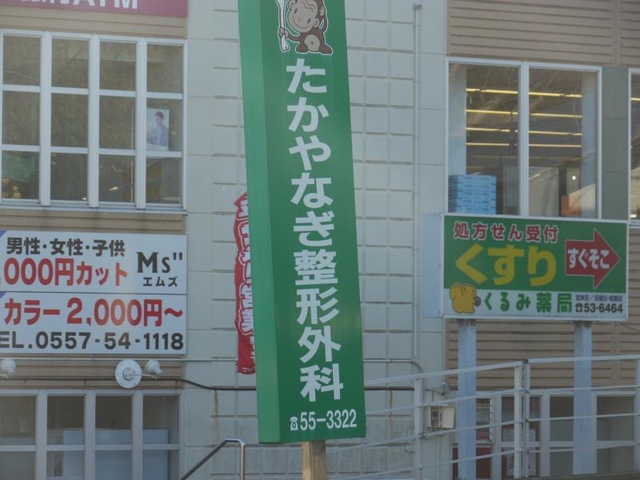 ATM
男性・女性・子供
,000円カット
Ms"
エムズ
カラー 2,000円～
EL. 0557-54-1118
たかやなぎ整形外科
☎55-3322
処方せん受付
くすり
すぐそこ
くるみ薬局
☎53-6464